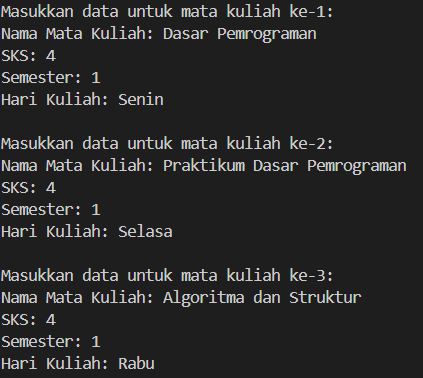 Masukkan data untuk mata kuliah ke-1:
Nama Mata Kuliah: Dasar Pemrograman
SKS: 4
Semester: 1
Hari Kuliah: Senin

Masukkan data untuk mata kuliah ke-2:
Nama Mata Kuliah: Praktikum Dasar Pemrograman
SKS: 4
Semester: 1
Hari Kuliah: Selasa

Masukkan data untuk mata kuliah ke-3:
Nama Mata Kuliah: Algoritma dan Struktur
SKS: 4
Semester: 1
Hari Kuliah: Rabu